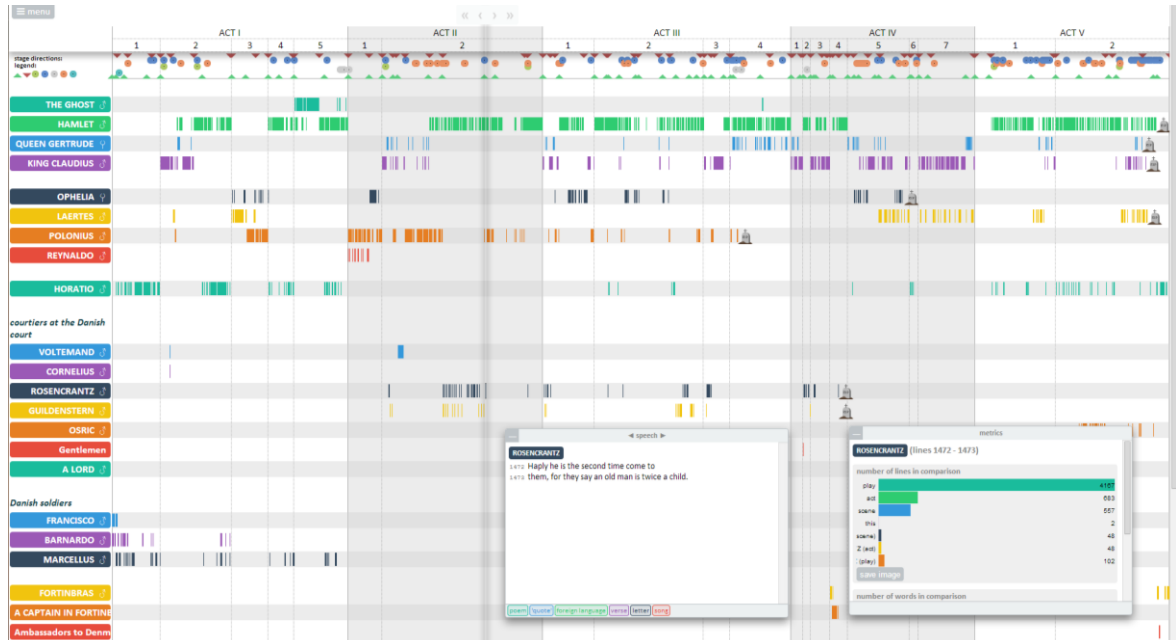 ≡ menu
« ‹ › »
ACT I ACT II ACT III ACT IV ACT V
1 2 3 4 5 1 2 1 2 3 4 1 2 3 4 5 6 7 1 2
stage directions:
legend:
THE GHOST ♂
HAMLET ♂
QUEEN GERTRUDE ♀
KING CLAUDIUS ♂
OPHELIA ♀
LAERTES ♂
POLONIUS ♂
REYNALDO ♂
HORATIO ♂
courtiers at the Danish
court
VOLTEMAND ♂
CORNELIUS ♂
ROSENCRANTZ ♂
GUILDENSTERN ♂
OSRIC ♂
Gentlemen
A LORD ♂
Danish soldiers
FRANCISCO ♂
BARNARDO ♂
MARCELLUS ♂
FORTINBRAS ♂
A CAPTAIN IN FORTINB
Ambassadors to Denm
◀ speech ▶
ROSENCRANTZ
1472 Haply he is the second time come to
1473 them, for they say an old man is twice a child.
poem 'quote' foreign language verse letter song
metrics
ROSENCRANTZ (lines 1472 - 1473)
number of lines in comparison
play 4167
act 693
scene 557
this 2
scene) 48
Z (act) 48
: (play) 102
save image
number of words in comparison